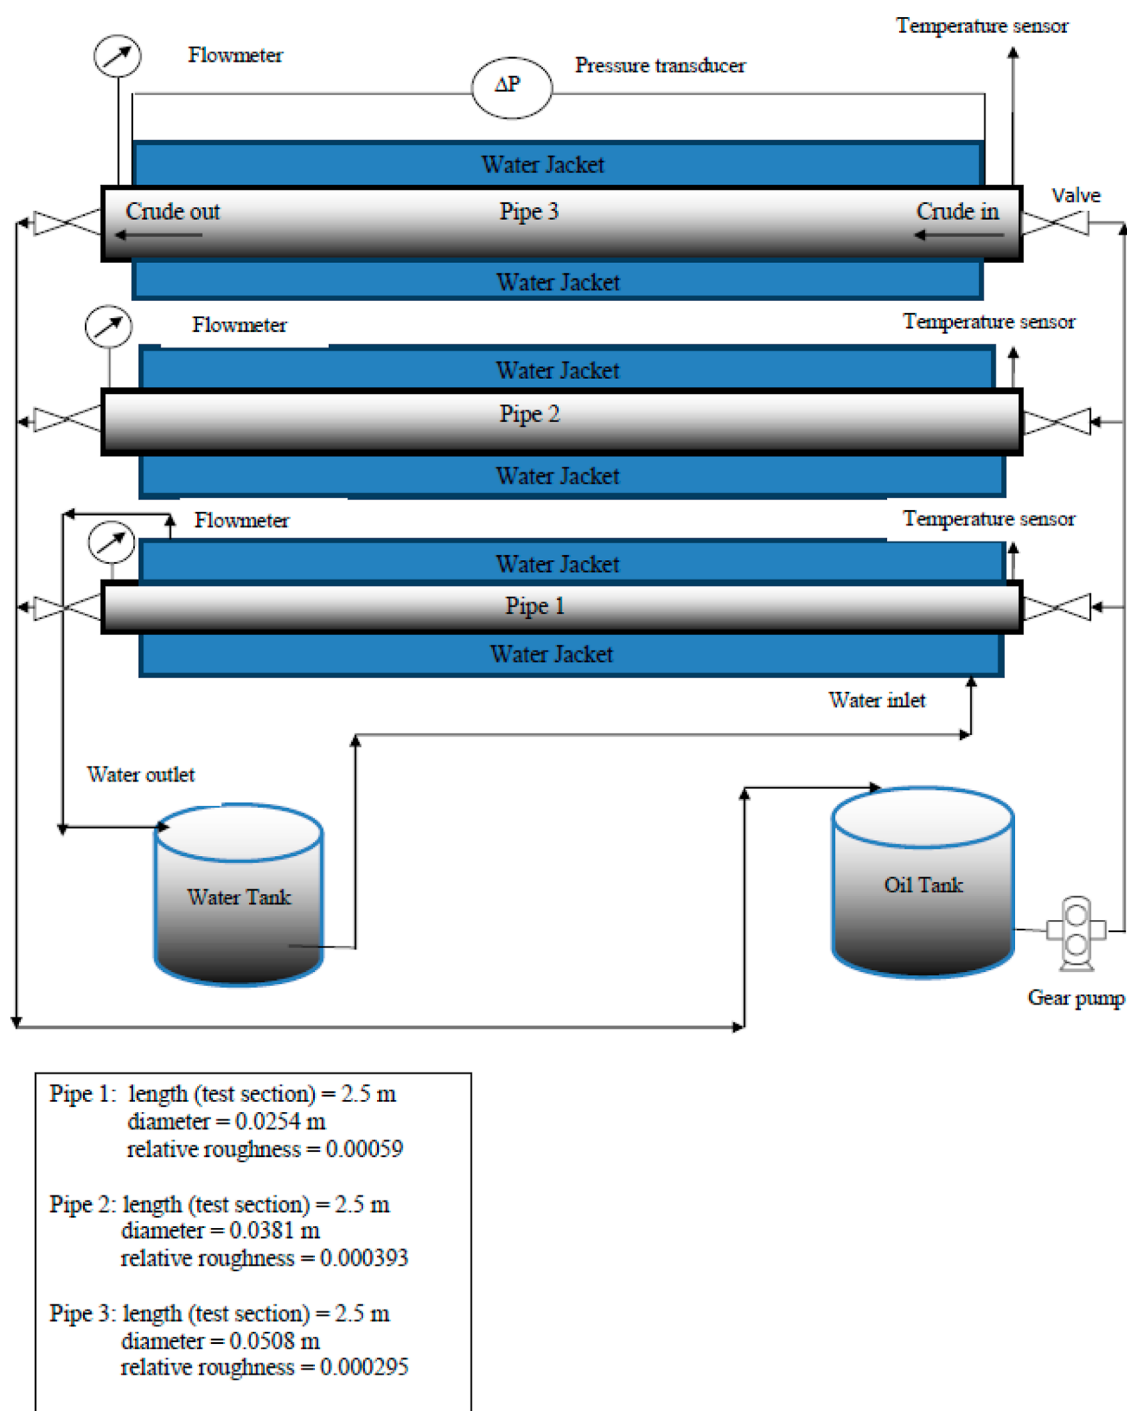 Temperature sensor
Flowmeter
Pressure transducer
ΔP
Water Jacket
Crude out
Pipe 3
Crude in
Valve
Water Jacket
Flowmeter
Temperature sensor
Water Jacket
Pipe 2
Water Jacket
Flowmeter
Temperature sensor
Water Jacket
Pipe 1
Water Jacket
Water inlet
Water outlet
Water Tank
Oil Tank
Gear pump
Pipe 1: length (test section) = 2.5 m
diameter = 0.0254 m
relative roughness = 0.00059
Pipe 2: length (test section) = 2.5 m
diameter = 0.0381 m
relative roughness = 0.000393
Pipe 3: length (test section) = 2.5 m
diameter = 0.0508 m
relative roughness = 0.000295